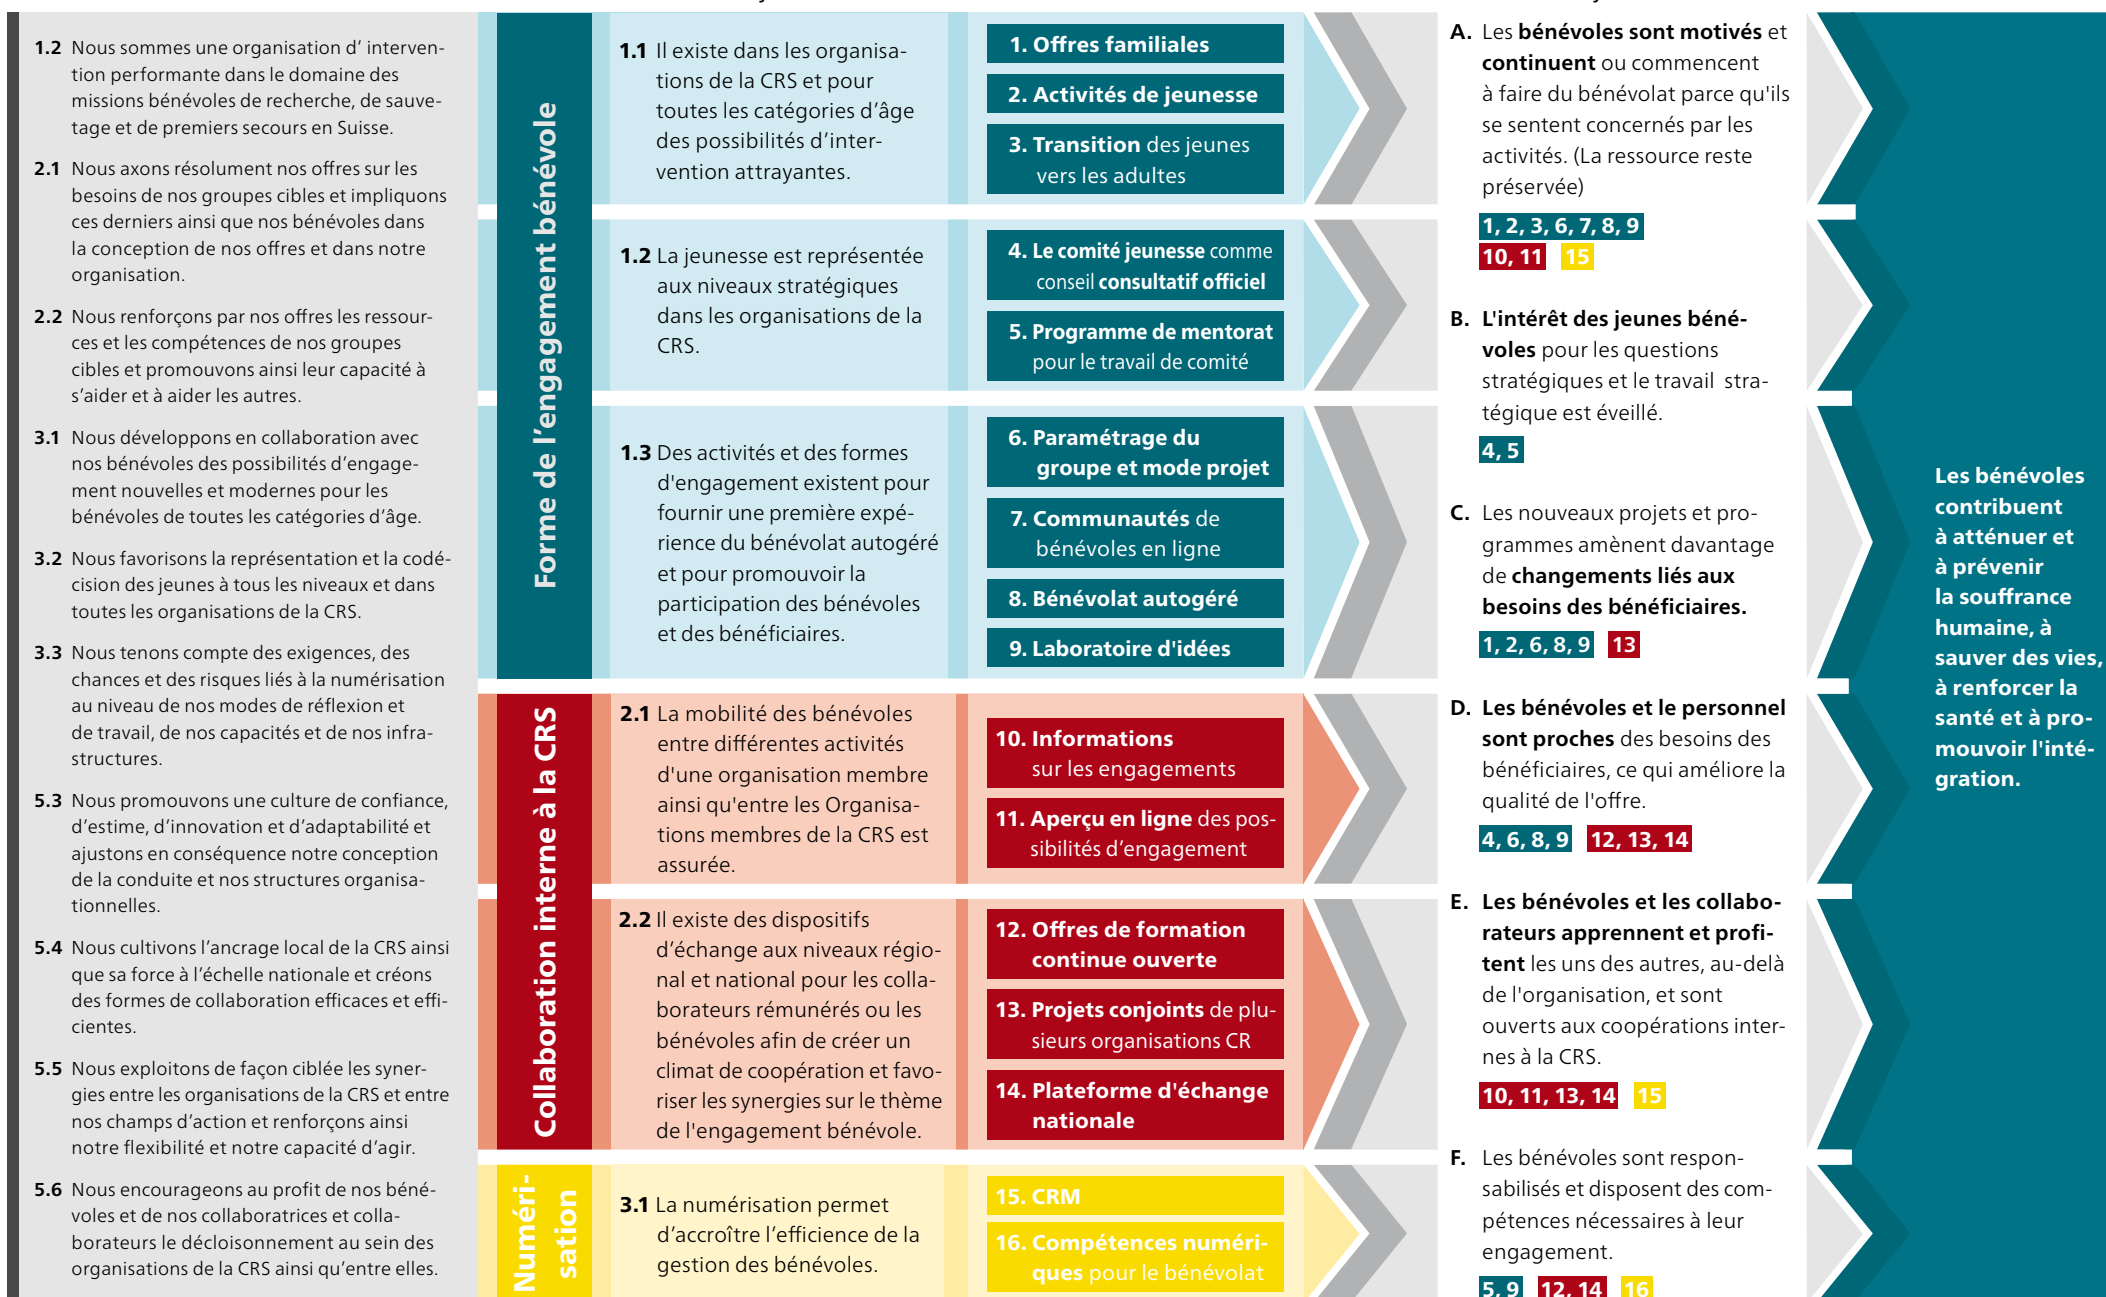 1.2 Nous sommes une organisation d’ interven-
tion performante dans le domaine des
missions bénévoles de recherche, de sauve-
tage et de premiers secours en Suisse.
2.1 Nous axons résolument nos offres sur les
besoins de nos groupes cibles et impliquons
ces derniers ainsi que nos bénévoles dans
la conception de nos offres et dans notre
organisation.
2.2 Nous renforçons par nos offres les ressour-
ces et les compétences de nos groupes
cibles et promouvons ainsi leur capacité à
s’aider et à aider les autres.
3.1 Nous développons en collaboration avec
nos bénévoles des possibilités d’engage-
ment nouvelles et modernes pour les
bénévoles de toutes les catégories d’âge.
3.2 Nous favorisons la représentation et la codé-
cision des jeunes à tous les niveaux et dans
toutes les organisations de la CRS.
3.3 Nous tenons compte des exigences, des
chances et des risques liés à la numérisation
au niveau de nos modes de réflexion et
de travail, de nos capacités et de nos infra-
structures.
5.3 Nous promouvons une culture de confiance,
d’estime, d’innovation et d’adaptabilité et
ajustons en conséquence notre conception
de la conduite et nos structures organisa-
tionnelles.
5.4 Nous cultivons l’ancrage local de la CRS ainsi
que sa force à l’échelle nationale et créons
des formes de collaboration efficaces et effi-
cientes.
5.5 Nous exploitons de façon ciblée les syner-
gies entre les organisations de la CRS et entre
nos champs d’action et renforçons ainsi
notre flexibilité et notre capacité d’agir.
5.6 Nous encourageons au profit de nos béné-
voles et de nos collaboratrices et colla-
borateurs le décloisonnement au sein des
organisations de la CRS ainsi qu’entre elles.
Forme de l’engagement bénévole
1.1 Il existe dans les organisa-
tions de la CRS et pour
toutes les catégories d’âge
des possibilités d’inter-
vention attrayantes.
1. Offres familiales
2. Activités de jeunesse
3. Transition des jeunes
vers les adultes
1.2 La jeunesse est représentée
aux niveaux stratégiques
dans les organisations de la
CRS.
4. Le comité jeunesse comme
conseil consultatif officiel
5. Programme de mentorat
pour le travail de comité
1.3 Des activités et des formes
d'engagement existent pour
fournir une première expé-
rience du bénévolat autogéré
et pour promouvoir la
participation des bénévoles
et des bénéficiaires.
6. Paramétrage du
groupe et mode projet
7. Communautés de
bénévoles en ligne
8. Bénévolat autogéré
9. Laboratoire d'idées
Collaboration interne à la CRS
2.1 La mobilité des bénévoles
entre différentes activités
d'une organisation membre
ainsi qu'entre les Organisa-
tions membres de la CRS est
assurée.
10. Informations
sur les engagements
11. Aperçu en ligne des pos-
sibilités d’engagement
2.2 Il existe des dispositifs
d’échange aux niveaux régio-
nal et national pour les colla-
borateurs rémunérés ou les
bénévoles afin de créer un
climat de coopération et favo-
riser les synergies sur le thème
de l'engagement bénévole.
12. Offres de formation
continue ouverte
13. Projets conjoints de plu-
sieurs organisations CR
14. Plateforme d'échange
nationale
Numéri-
sation
3.1 La numérisation permet
d’accroître l’efficience de la
gestion des bénévoles.
15. CRM
16. Compétences numéri-
ques pour le bénévolat
A. Les bénévoles sont motivés et
continuent ou commencent
à faire du bénévolat parce qu'ils
se sentent concernés par les
activités. (La ressource reste
préservée)
1, 2, 3, 6, 7, 8, 9
10, 11 15
B. L'intérêt des jeunes béné-
voles pour les questions
stratégiques et le travail stra-
tégique est éveillé.
4, 5
C. Les nouveaux projets et pro-
grammes amènent davantage
de changements liés aux
besoins des bénéficiaires.
1, 2, 6, 8, 9 13
D. Les bénévoles et le personnel
sont proches des besoins des
bénéficiaires, ce qui améliore la
qualité de l'offre.
4, 6, 8, 9 12, 13, 14
E. Les bénévoles et les collabo-
rateurs apprennent et profi-
tent les uns des autres, au-delà
de l'organisation, et sont
ouverts aux coopérations inter-
nes à la CRS.
10, 11, 13, 14 15
F. Les bénévoles sont respon-
sabilisés et disposent des com-
pétences nécessaires à leur
engagement.
5, 9 12, 14 16
Les bénévoles
contribuent
à atténuer et
à prévenir
la souffrance
humaine, à
sauver des vies,
à renforcer la
santé et à pro-
mouvoir l'inté-
gration.